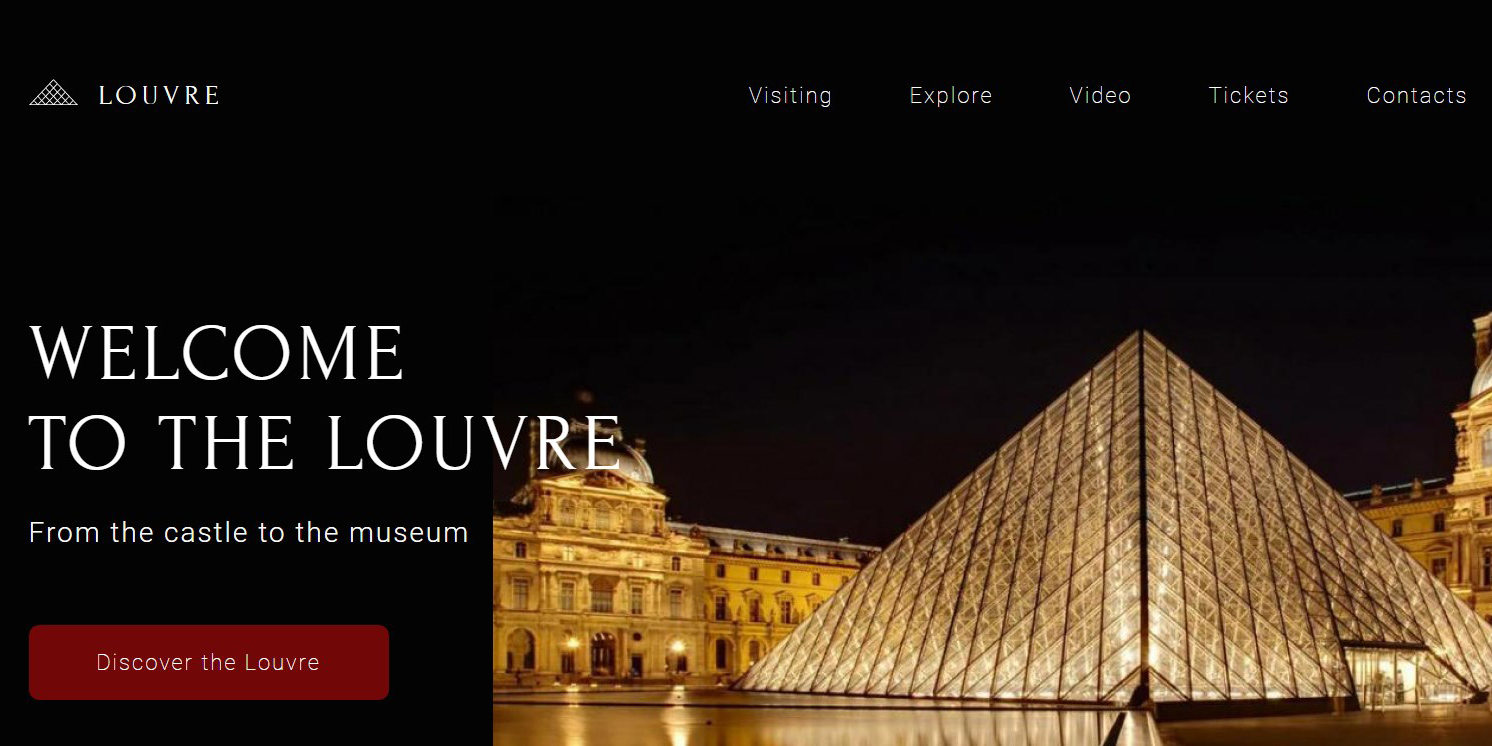 LOUVRE
Visiting
Explore
Video
Tickets
Contacts
WELCOME
TO THE LOUVRE
From the castle to the museum
Discover the Louvre